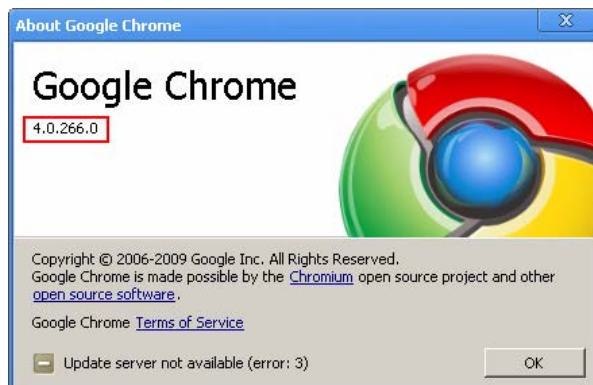 About Google Chrome
Google Chrome
4.0.266.0
Copyright © 2006-2009 Google Inc. All Rights Reserved.
Google Chrome is made possible by the Chromium open source project and other
open source software.
Google Chrome Terms of Service
Update server not available (error: 3)
OK